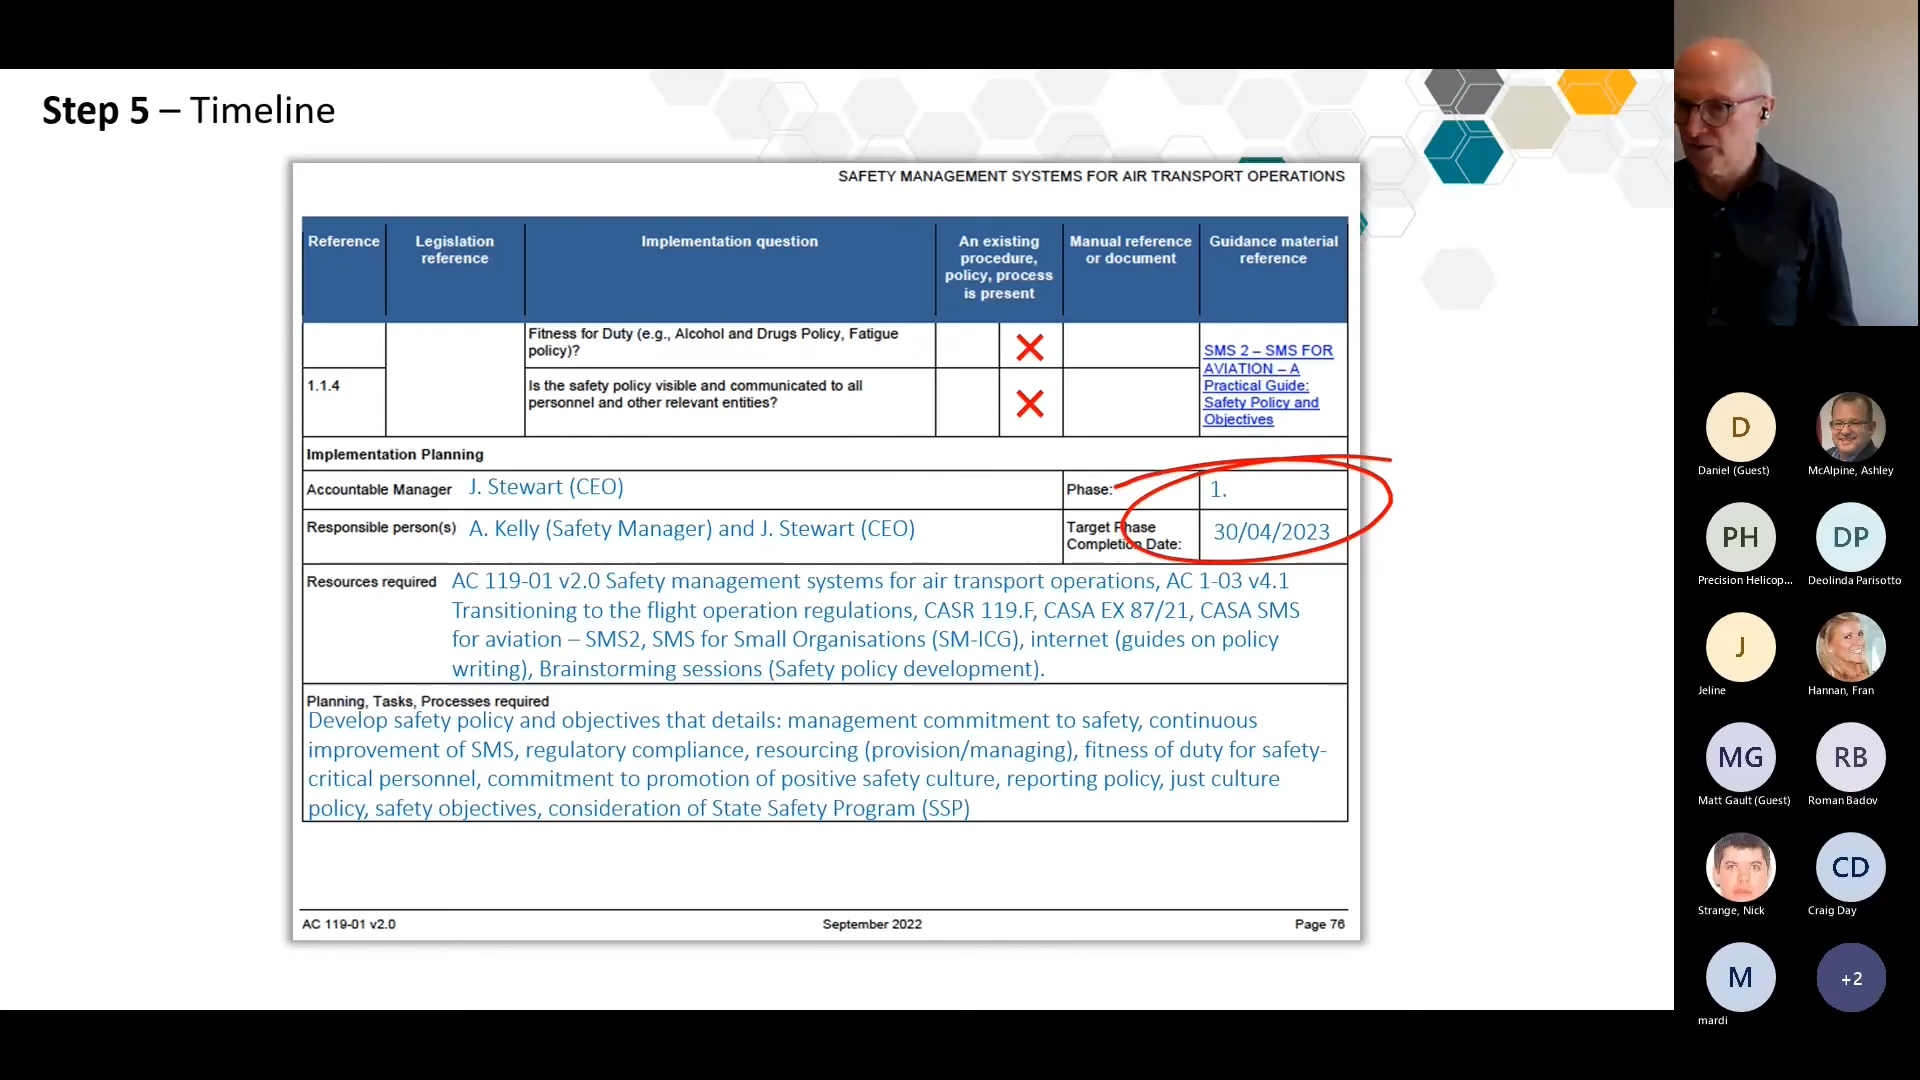 Step 5 – Timeline
SAFETY MANAGEMENT SYSTEMS FOR AIR TRANSPORT OPERATIONS
Reference
Legislation
reference
Implementation question
An existing
procedure,
policy, process
is present
Manual reference
or document
Guidance material
reference
Fitness for Duty (e.g., Alcohol and Drugs Policy, Fatigue
policy)?
1.1.4
Is the safety policy visible and communicated to all
personnel and other relevant entities?
SMS 2 – SMS FOR
AVIATION – A
Practical Guide:
Safety Policy and
Objectives
Implementation Planning
Accountable Manager J. Stewart (CEO)
Phase: 1.
Responsible person(s) A. Kelly (Safety Manager) and J. Stewart (CEO)
Target Phase
Completion Date:
30/04/2023
Resources required AC 119-01 v2.0 Safety management systems for air transport operations, AC 1-03 v4.1
Transitioning to the flight operation regulations, CASR 119.F, CASA EX 87/21, CASA SMS
for aviation – SMS2, SMS for Small Organisations (SM-ICG), internet (guides on policy
writing), Brainstorming sessions (Safety policy development).
Planning, Tasks, Processes required
Develop safety policy and objectives that details: management commitment to safety, continuous
improvement of SMS, regulatory compliance, resourcing (provision/managing), fitness of duty for safety-
critical personnel, commitment to promotion of positive safety culture, reporting policy, just culture
policy, safety objectives, consideration of State Safety Program (SSP)
AC 119-01 v2.0
September 2022
Page 76
D
Daniel (Guest)
McAlpine, Ashley
PH
Precision Helicop...
DP
Deolinda Parisotto
J
Jeline
Hannan, Fran
MG
Matt Gault (Guest)
RB
Roman Badov
Strange, Nick
CD
Craig Day
M
mardi
+2